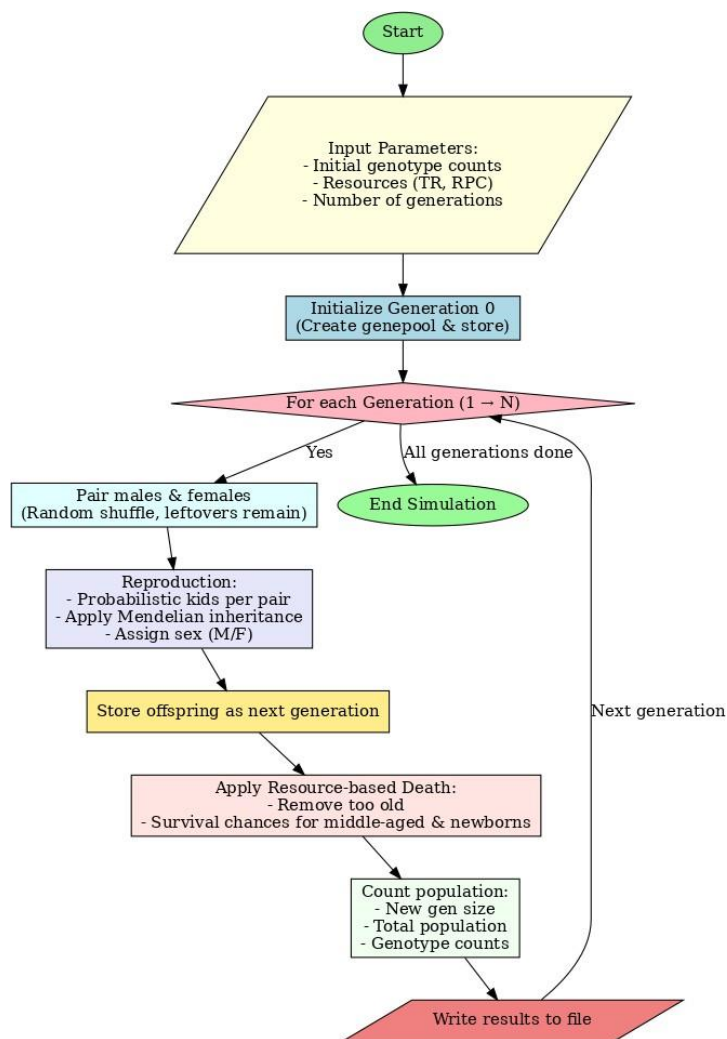 Start
Input Parameters:
- Initial genotype counts
- Resources (TR, RPC)
- Number of generations
Initialize Generation 0
(Create genepool & store)
For each Generation (1 → N)
Yes
All generations done
Pair males & females
(Random shuffle, leftovers remain)
End Simulation
Reproduction:
- Probabilistic kids per pair
- Apply Mendelian inheritance
- Assign sex (M/F)
Store offspring as next generation
Next generation
Apply Resource-based Death:
- Remove too old
- Survival chances for middle-aged & newborns
Count population:
- New gen size
- Total population
- Genotype counts
Write results to file